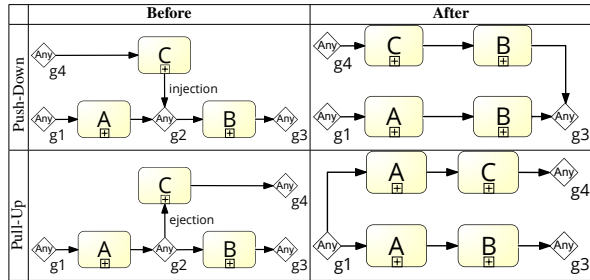 Before
After
Push-Down
Any
C
g4
injection
Any
A
Any
B
Any
g1
g2
g3
Any
C
B
g4
Any
A
B
Any
g1
g3
Pull-Up
C
Any
g4
ejection
Any
A
Any
B
Any
g1
g2
g3
A
C
Any
g4
Any
A
B
Any
g1
g3